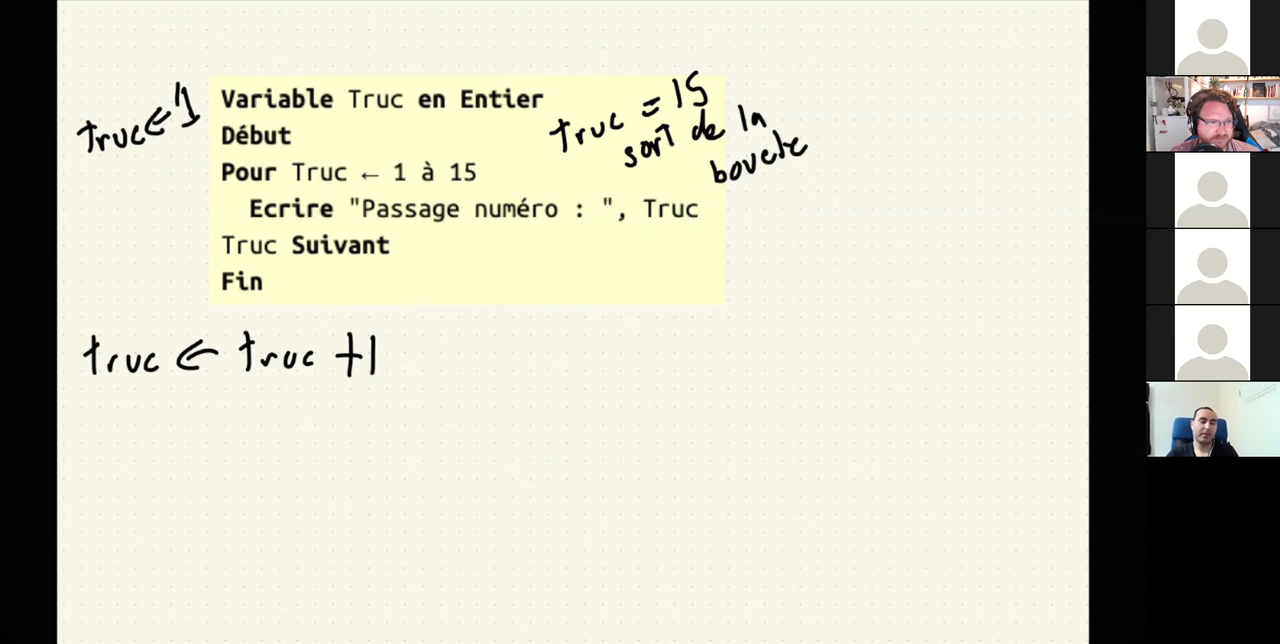 truc ← 1
Variable Truc en Entier
Début
Pour Truc ← 1 à 15
Ecrire "Passage numéro : ", Truc
Truc Suivant
Fin
truc = 15
sort de la
boucle
truc ← truc +1